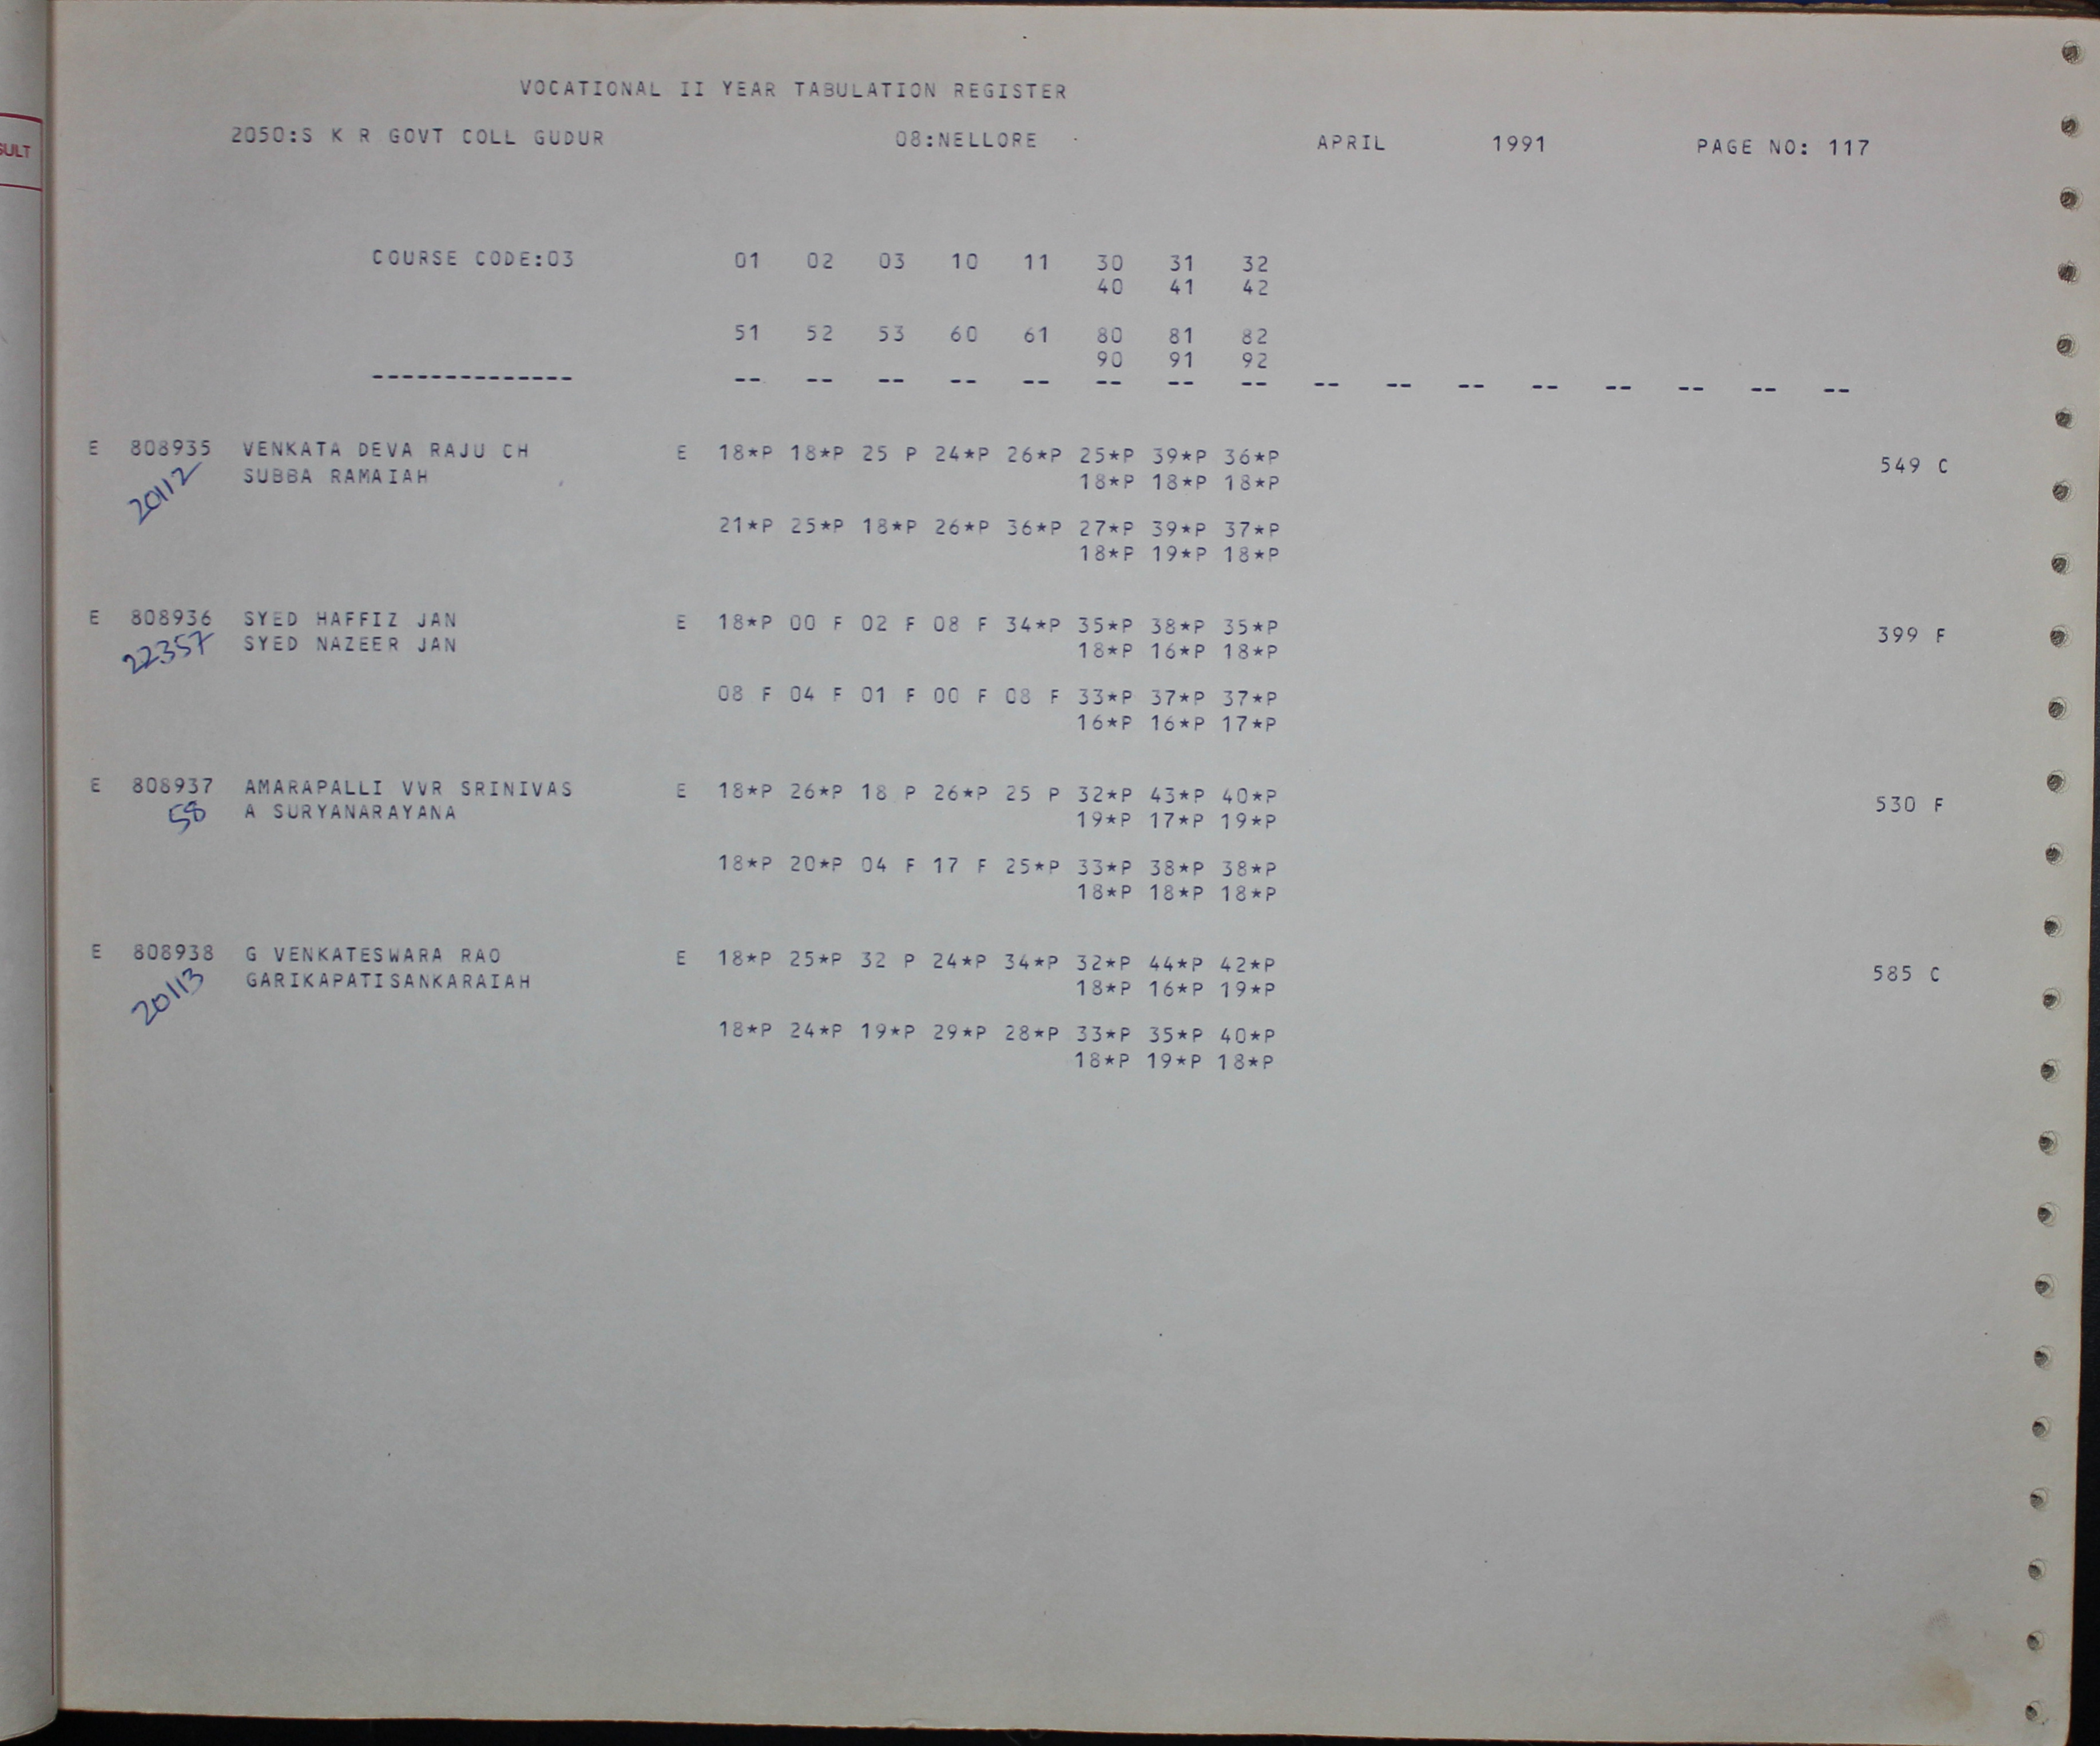 SULT
VOCATIONAL II YEAR TABULATION REGISTER
2050:S K R GOVT COLL GUDUR 08:NELLORE APRIL 1991 PAGE NO: 117
COURSE CODE:03 01 02 03 10 11 30 31 32
40 41 42
51 52 53 60 61 80 81 82
90 91 92
-------------- -- -- -- -- -- -- -- -- -- -- -- -- -- -- -- --
E 808935 VENKATA DEVA RAJU CH E 18*P 18*P 25 P 24*P 26*P 25*P 39*P 36*P 549 C
20112 SUBBA RAMAIAH 18*P 18*P 18*P
21*P 25*P 18*P 26*P 36*P 27*P 39*P 37*P
18*P 19*P 18*P
E 808936 SYED HAFFIZ JAN E 18*P 00 F 02 F 08 F 34*P 35*P 38*P 35*P 399 F
22357 SYED NAZEER JAN 18*P 16*P 18*P
08 F 04 F 01 F 00 F 08 F 33*P 37*P 37*P
16*P 16*P 17*P
E 808937 AMARAPALLI VVR SRINIVAS E 18*P 26*P 18 P 26*P 25 P 32*P 43*P 40*P 530 F
58 A SURYANARAYANA 19*P 17*P 19*P
18*P 20*P 04 F 17 F 25*P 33*P 38*P 38*P
18*P 18*P 18*P
E 808938 G VENKATESWARA RAO E 18*P 25*P 32 P 24*P 34*P 32*P 44*P 42*P 585 C
20113 GARIKAPATISANKARAIAH 18*P 16*P 19*P
18*P 24*P 19*P 29*P 28*P 33*P 35*P 40*P
18*P 19*P 18*P